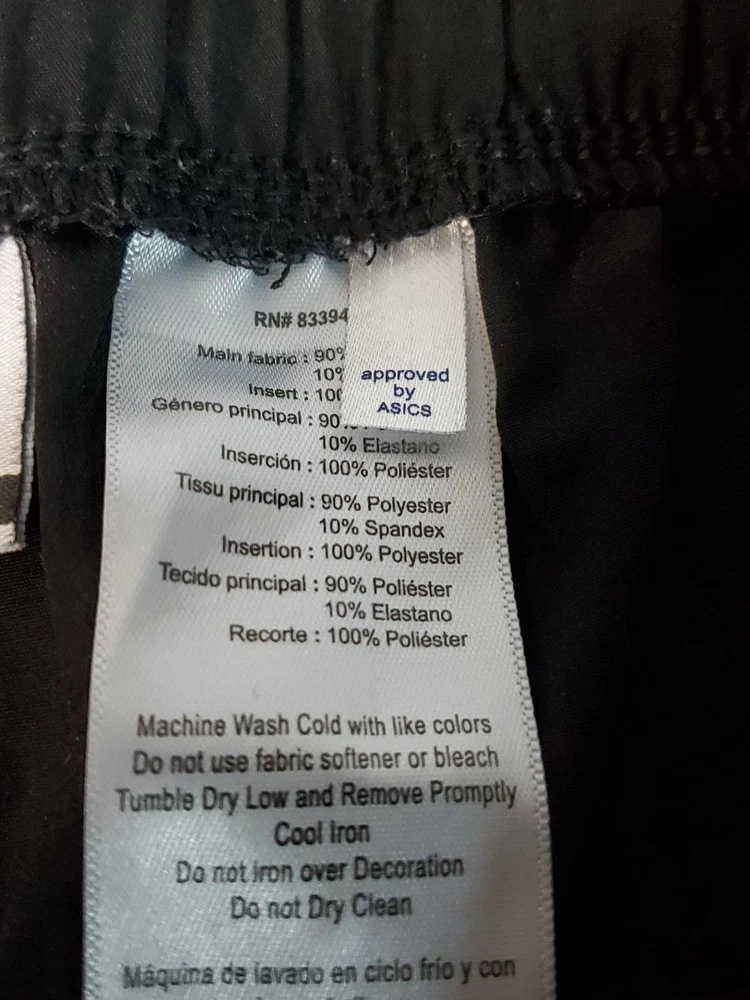 RN# 83394
Main fabric : 90%
10%
Insert : 100
approved
by
ASICS
Género principal : 90
10% Elastano
Inserción : 100% Poliéster
Tissu principal : 90% Polyester
10% Spandex
Insertion : 100% Polyester
Tecido principal : 90% Poliéster
10% Elastano
Recorte : 100% Poliéster
Machine Wash Cold with like colors
Do not use fabric softener or bleach
Tumble Dry Low and Remove Promptly
Cool Iron
Do not iron over Decoration
Do not Dry Clean
Máquina de lavado en ciclo frío y con